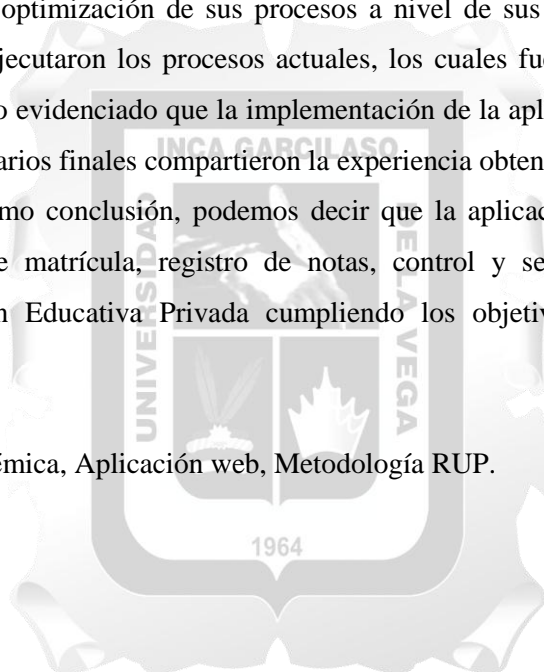 optimización de sus procesos a nivel de sus
jecutaron los procesos actuales, los cuales fue
o evidenciado que la implementación de la apl
arios finales compartieron la experiencia obten
mo conclusión, podemos decir que la aplicac
e matrícula, registro de notas, control y se
n Educativa Privada cumpliendo los objetiv
émica, Aplicación web, Metodología RUP.
INCA GARCILASO
UNIVERSIDAD
DE LA VEGA
1964